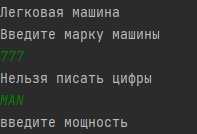 Легковая машина
Введите марку машины
777
Нельзя писать цифры
MAN
введите мощность